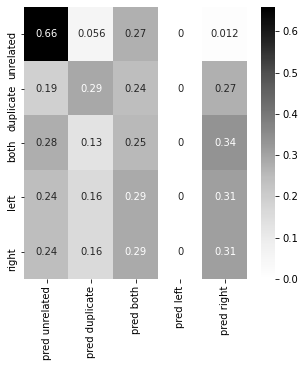 unrelated 0.66 0.056 0.27 0 0.012
duplicate 0.19 0.29 0.24 0 0.27
both 0.28 0.13 0.25 0 0.34
left 0.24 0.16 0.29 0 0.31
right 0.24 0.16 0.29 0 0.31
pred unrelated
pred duplicate
pred both
pred left
pred right
0.6
0.5
0.4
0.3
0.2
0.1
0.0